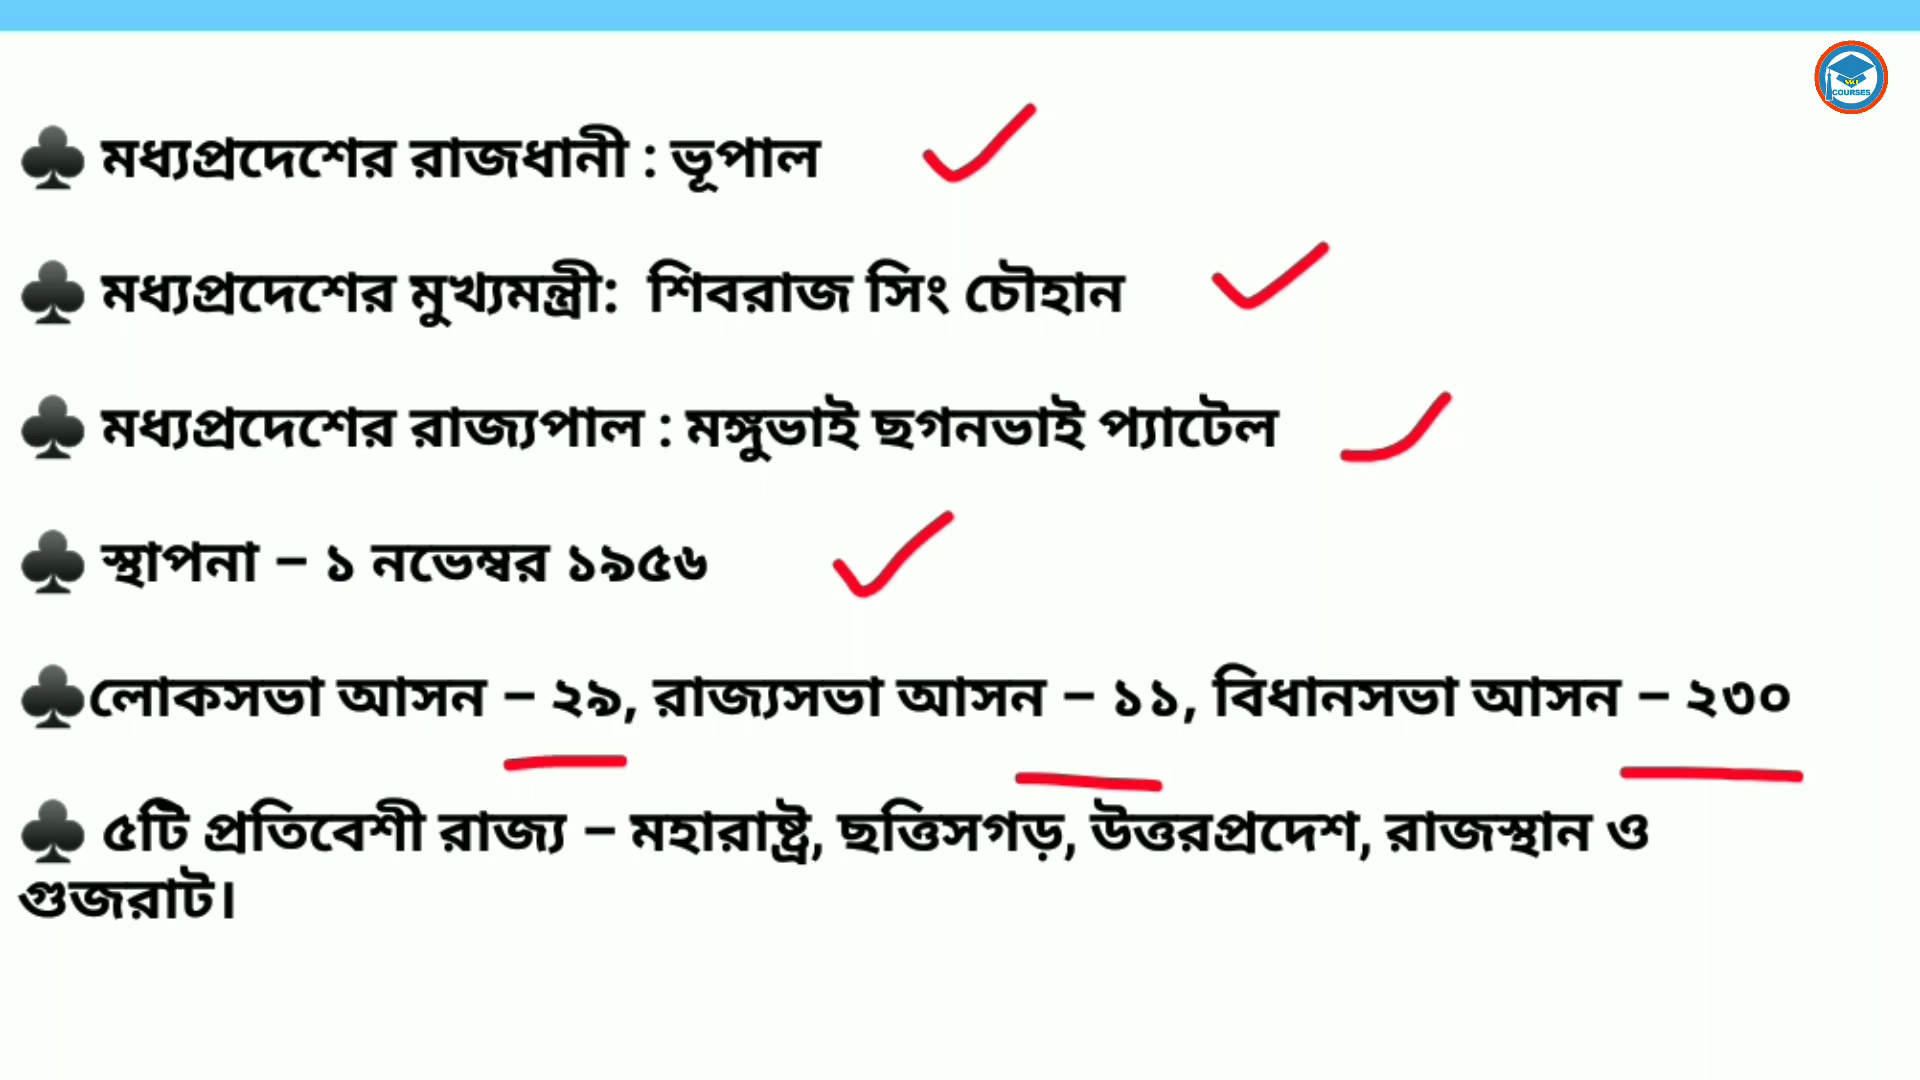 COURSES
♣ মধ্যপ্রদেশের রাজধানী : ভূপাল
♣ মধ্যপ্রদেশের মুখ্যমন্ত্রী: শিবরাজ সিং চৌহান
♣ মধ্যপ্রদেশের রাজ্যপাল : মঙ্গুভাই ছগনভাই প্যাটেল
♣ স্থাপনা – ১ নভেম্বর ১৯৫৬
♣লোকসভা আসন – ২৯, রাজ্যসভা আসন – ১১, বিধানসভা আসন – ২৩০
♣ ৫টি প্রতিবেশী রাজ্য – মহারাষ্ট্র, ছত্তিসগড়, উত্তরপ্রদেশ, রাজস্থান ও
গুজরাট।